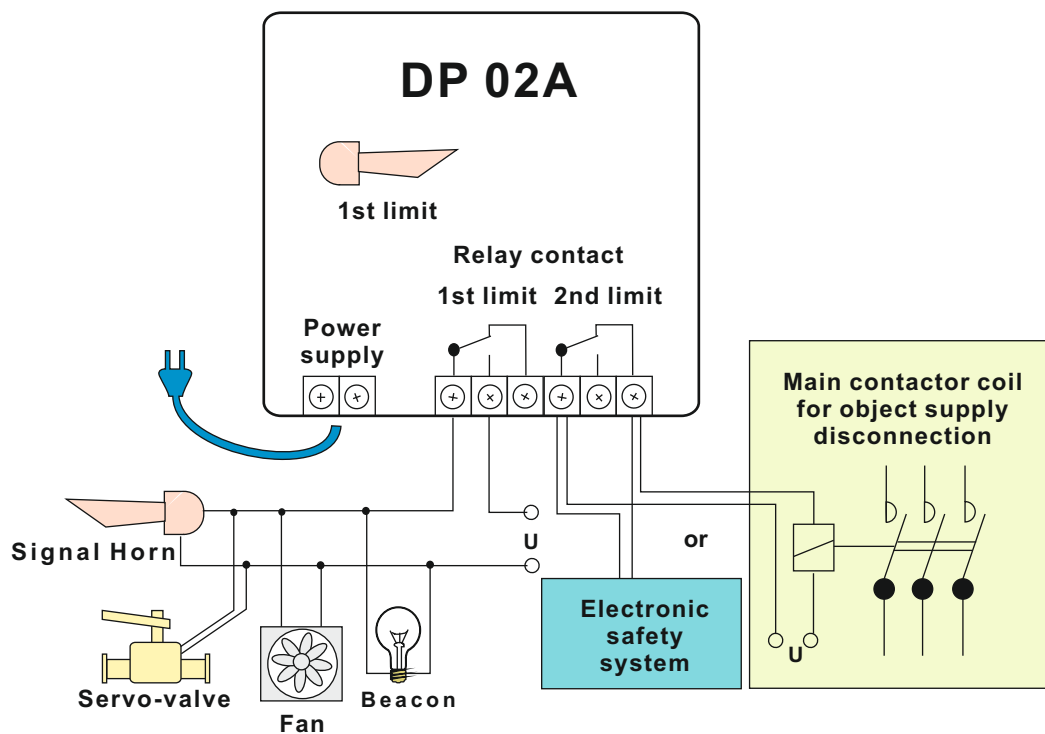 DP 02A
1st limit
Relay contact
1st limit 2nd limit
Power
supply
Main contactor coil
for object supply
disconnection
Signal Horn
U
or
Electronic
safety
system
U
Servo-valve
Fan
Beacon